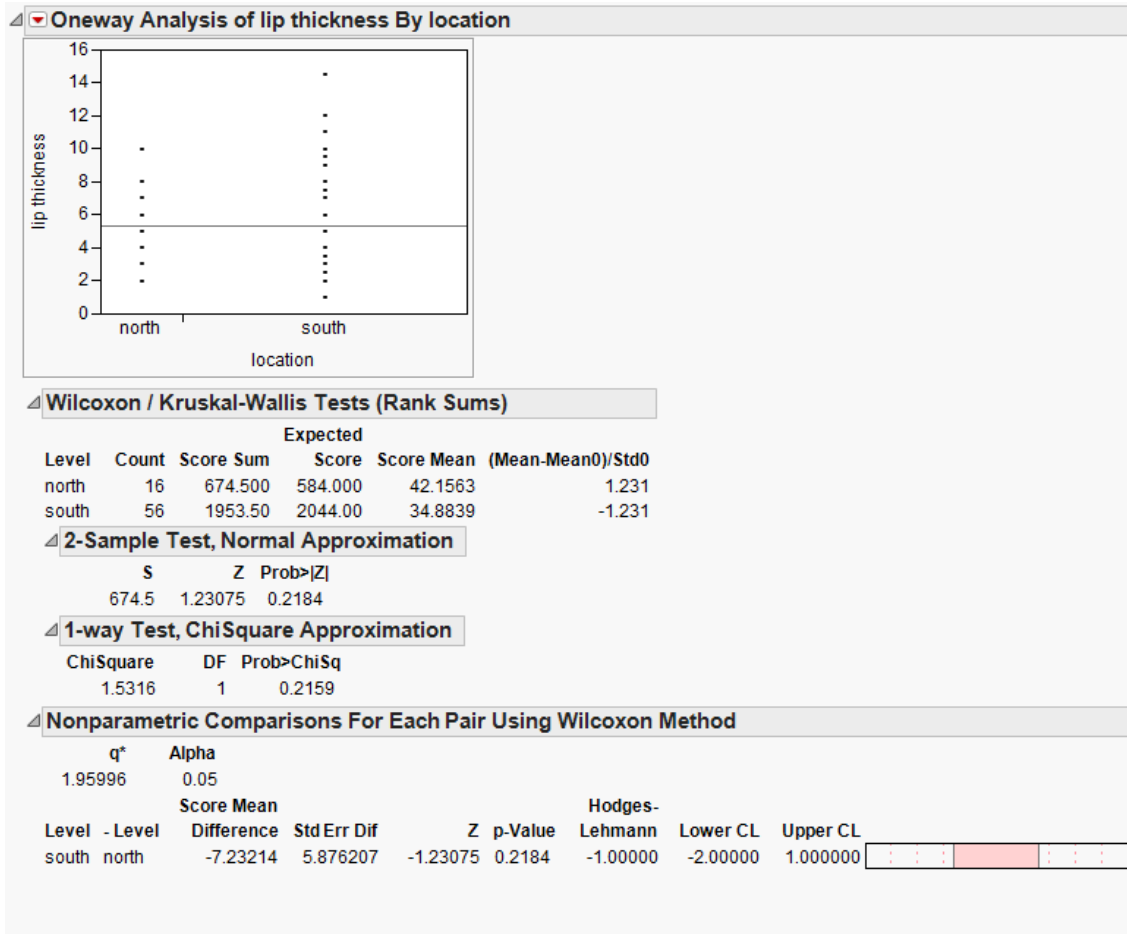 Oneway Analysis of lip thickness By location
16
14
12
10
8
6
4
2
0
lip thickness
north south
location
Wilcoxon / Kruskal-Wallis Tests (Rank Sums)
Expected
Level Count Score Sum Score Score Mean (Mean-Mean0)/Std0
north 16 674.500 584.000 42.1563 1.231
south 56 1953.50 2044.00 34.8839 -1.231
2-Sample Test, Normal Approximation
S Z Prob>|Z|
674.5 1.23075 0.2184
1-way Test, ChiSquare Approximation
ChiSquare DF Prob>ChiSq
1.5316 1 0.2159
Nonparametric Comparisons For Each Pair Using Wilcoxon Method
q* Alpha
1.95996 0.05
Score Mean Hodges-
Level - Level Difference Std Err Dif Z p-Value Lehmann Lower CL Upper CL
south north -7.23214 5.876207 -1.23075 0.2184 -1.00000 -2.00000 1.000000